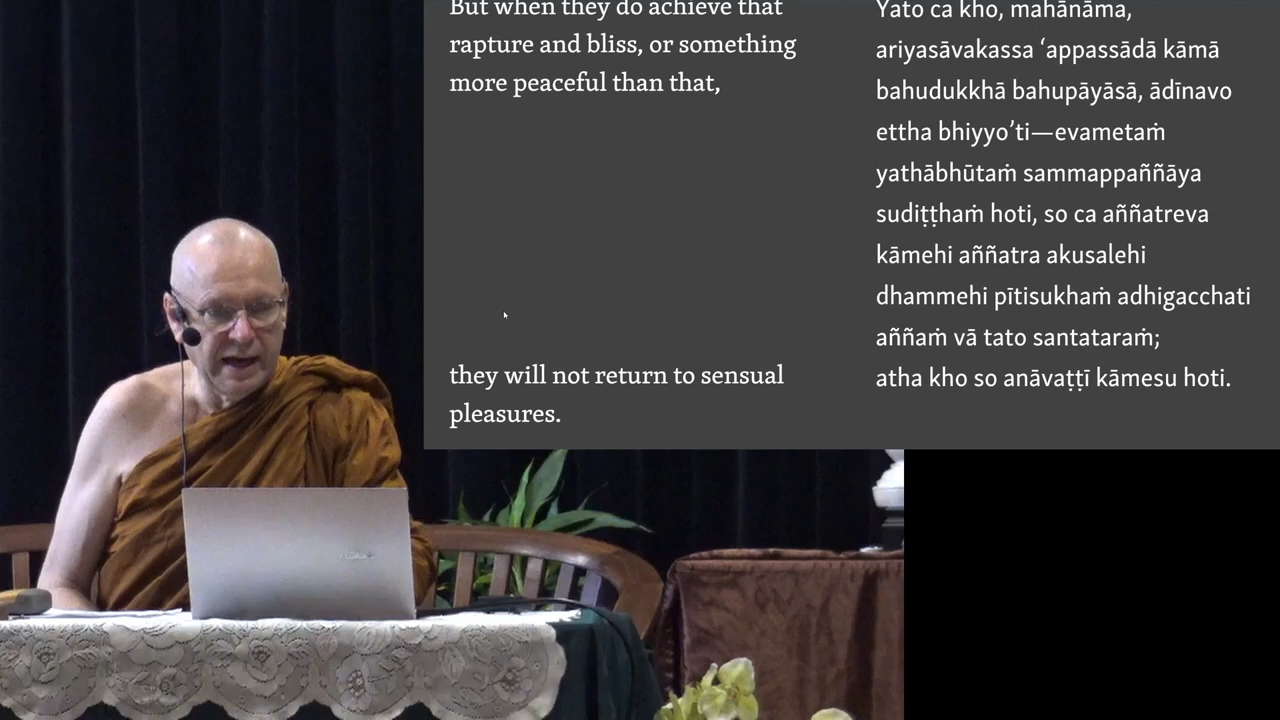 But when they do achieve that
rapture and bliss, or something
more peaceful than that,
they will not return to sensual
pleasures.
Yato ca kho, mahānāma,
ariyasāvakassa ‘appassādā kāmā
bahudukkhā bahupāyāsā, ādīnavo
ettha bhiyyo’ti—evametaṁ
yathābhūtaṁ sammappaññāya
sudiṭṭhaṁ hoti, so ca aññatreva
kāmehi aññatra akusalehi
dhammehi pītisukhaṁ adhigacchati
aññaṁ vā tato santataraṁ;
atha kho so anāvaṭṭī kāmesu hoti.